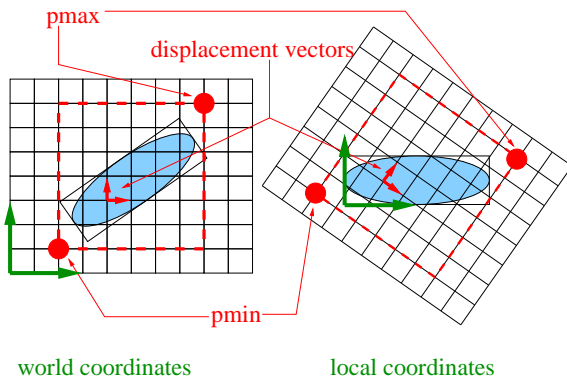 pmax
displacement vectors
pmin
world coordinates
local coordinates